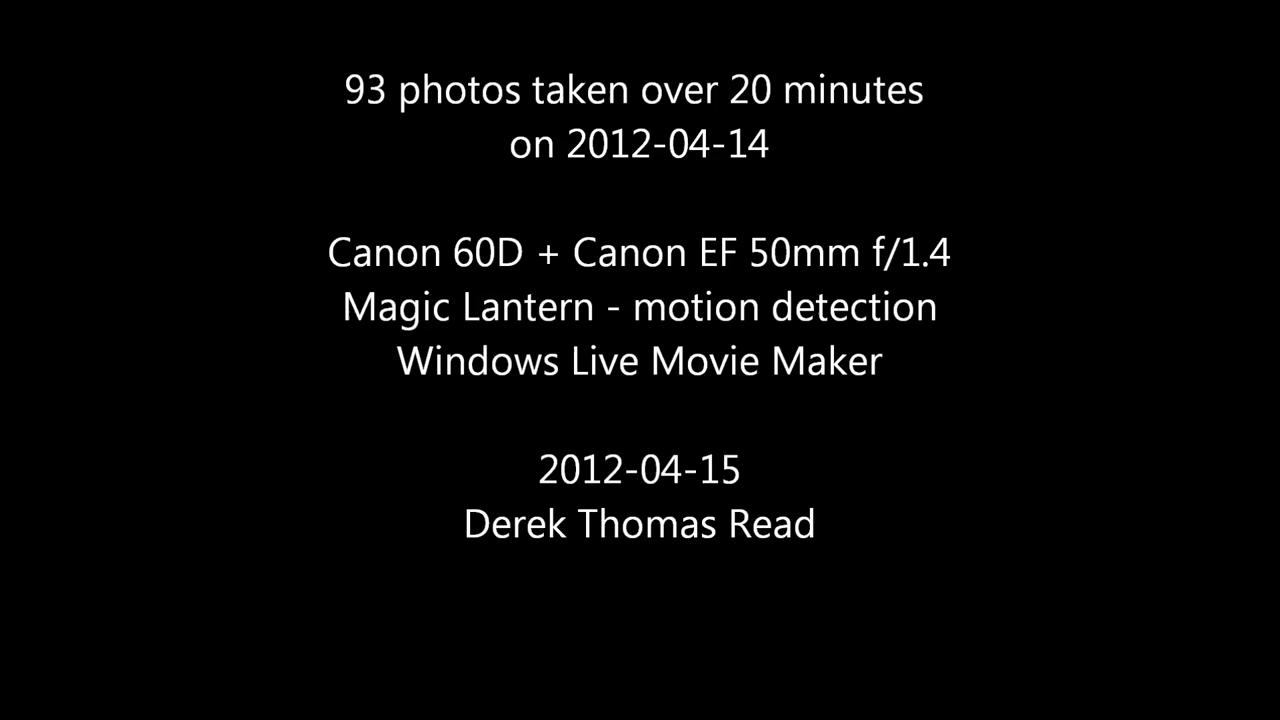 93 photos taken over 20 minutes
on 2012-04-14
Canon 60D + Canon EF 50mm f/1.4
Magic Lantern - motion detection
Windows Live Movie Maker
2012-04-15
Derek Thomas Read